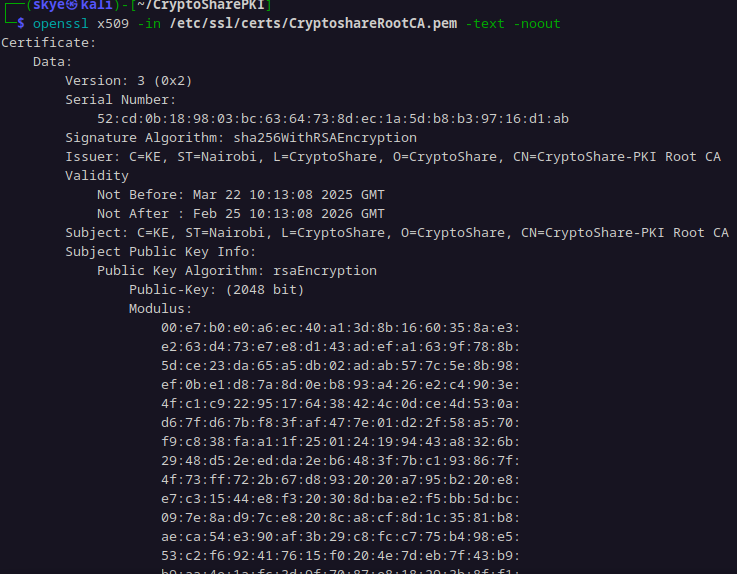 (skye㉿kali)-[~/CryptoSharePKI]
$ openssl x509 -in /etc/ssl/certs/CryptoshareRootCA.pem -text -noout
Certificate:
Data:
Version: 3 (0x2)
Serial Number:
52:cd:0b:18:98:03:bc:63:64:73:8d:ec:1a:5d:b8:b3:97:16:d1:ab
Signature Algorithm: sha256WithRSAEncryption
Issuer: C=KE, ST=Nairobi, L=CryptoShare, O=CryptoShare, CN=CryptoShare-PKI Root CA
Validity
Not Before: Mar 22 10:13:08 2025 GMT
Not After : Feb 25 10:13:08 2026 GMT
Subject: C=KE, ST=Nairobi, L=CryptoShare, O=CryptoShare, CN=CryptoShare-PKI Root CA
Subject Public Key Info:
Public Key Algorithm: rsaEncryption
Public-Key: (2048 bit)
Modulus:
00:e7:b0:e0:a6:ec:40:a1:3d:8b:16:60:35:8a:e3:
e2:63:d4:73:e7:e8:d1:43:ad:ef:a1:63:9f:78:8b:
5d:ce:23:da:65:a5:db:02:ad:ab:57:7c:5e:8b:98:
ef:0b:e1:d8:7a:8d:0e:b8:93:a4:26:e2:c4:90:3e:
4f:c1:c9:22:95:17:64:38:42:4c:0d:ce:4d:53:0a:
d6:7f:d6:7b:f8:3f:af:47:7e:01:d2:2f:58:a5:70:
f9:c8:38:fa:a1:1f:25:01:24:19:94:43:a8:32:6b:
29:48:d5:2e:ed:da:2e:b6:48:3f:7b:c1:93:86:7f:
4f:73:ff:72:2b:67:d8:93:20:20:a7:95:b2:20:e8:
e7:c3:15:44:e8:f3:20:30:8d:ba:e2:f5:bb:5d:bc:
09:7e:8a:d9:7c:e8:20:8c:a8:cf:8d:1c:35:81:b8:
ae:ca:54:e3:90:af:3b:29:c8:fc:c7:75:b4:98:e5:
53:c2:f6:92:41:76:15:f0:20:4e:7d:eb:7f:43:b9: